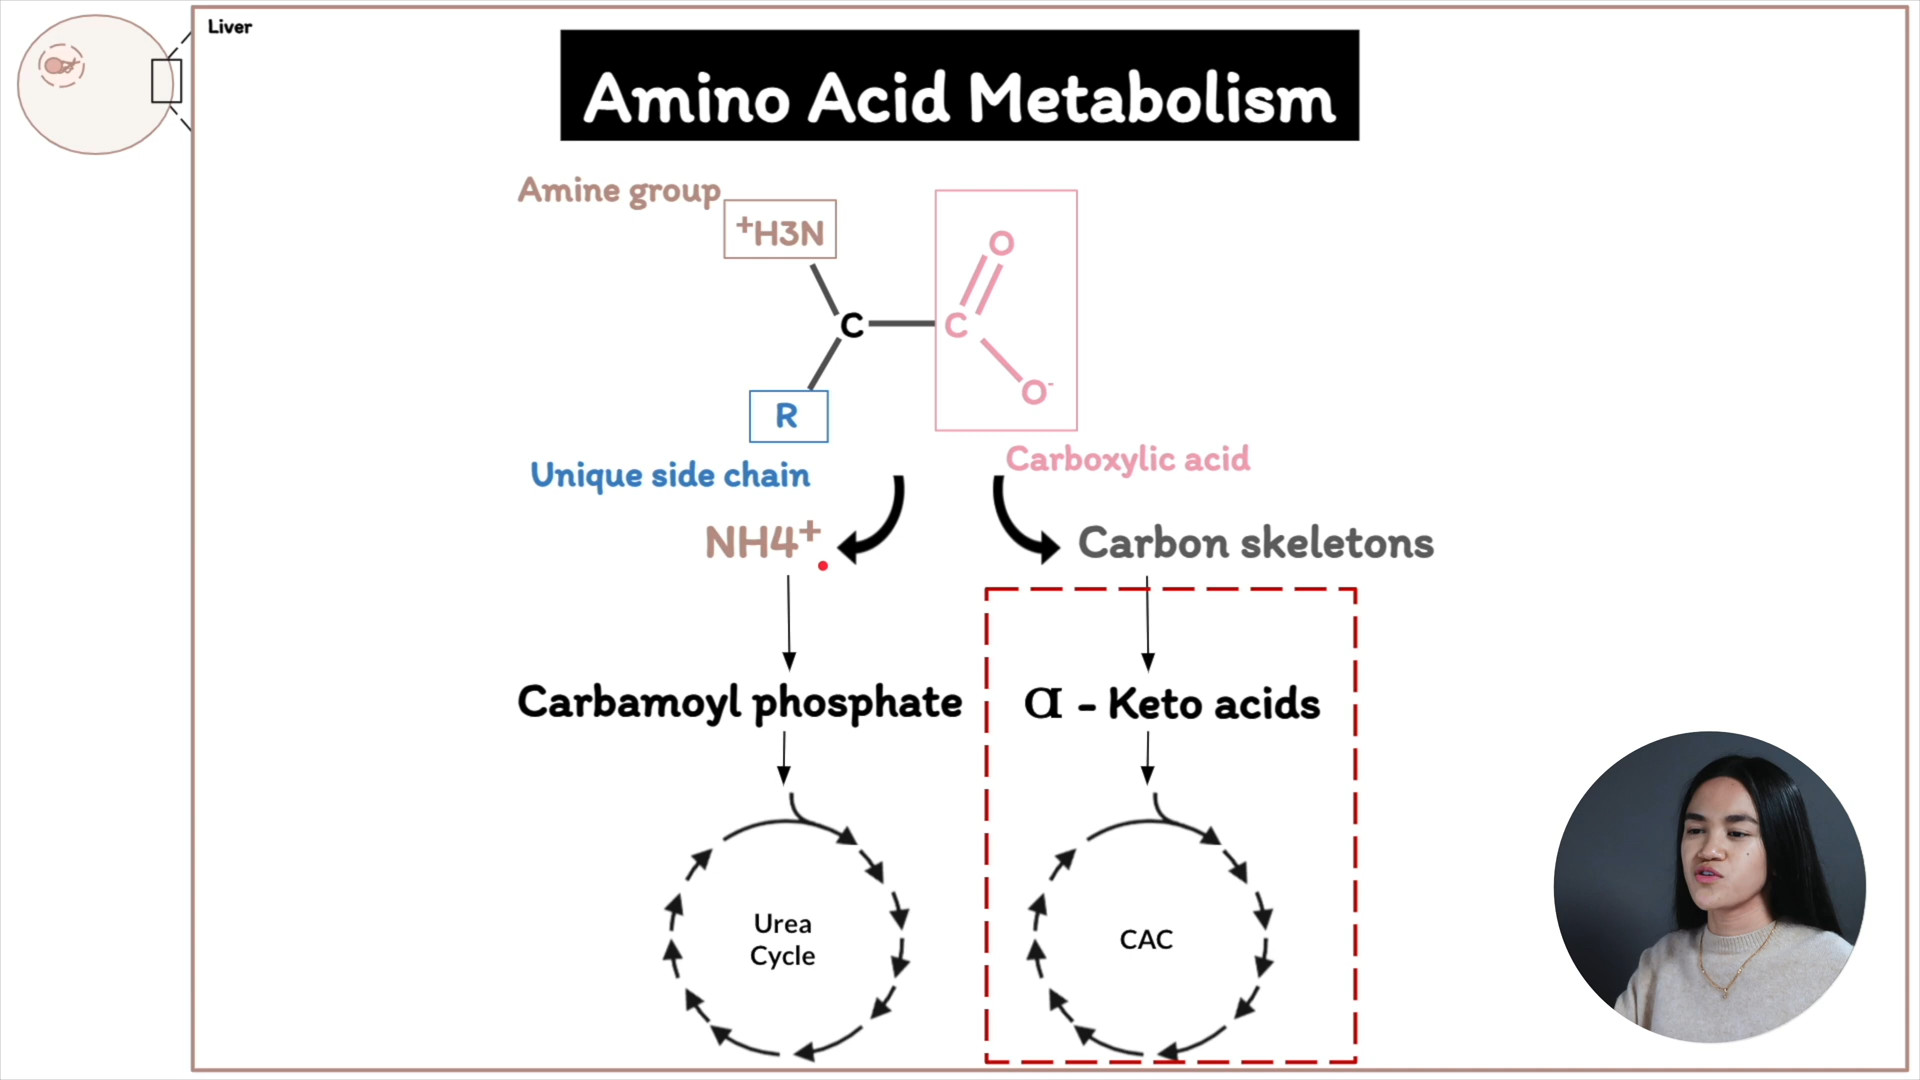 Liver
Amino Acid Metabolism
Amine group
⁺H3N
O
C
C
O⁻
R
Carboxylic acid
Unique side chain
NH4⁺
Carbon skeletons
Carbamoyl phosphate
α - Keto acids
Urea
Cycle
CAC